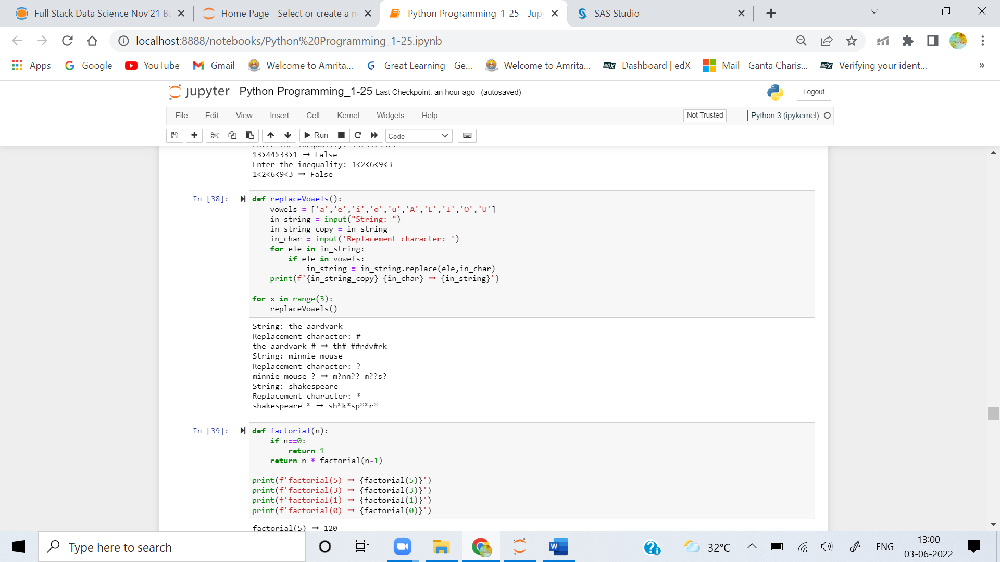 Full Stack Data Science Nov'21 Ba
Home Page - Select or create a n
Python Programming_1-25 - Jupy
SAS Studio
localhost:8888/notebooks/Python%20Programming_1-25.ipynb
Apps
Google
YouTube
Gmail
Welcome to Amrita...
Great Learning - Ge...
Welcome to Amrita...
Dashboard | edX
Mail - Ganta Charis...
Verifying your ident...
»
jupyter
Python Programming_1-25 Last Checkpoint: an hour ago (autosaved)
Logout
File Edit View Insert Cell Kernel Widgets Help
Not Trusted
Python 3 (ipykernel)
Run
Code
Enter the inequality: 13>44>33>1
13>44>33>1 → False
Enter the inequality: 1<2<6<9<3
1<2<6<9<3 → False
In [38]:
def replaceVowels():
    vowels = ['a','e','i','o','u','A','E','I','O','U']
    in_string = input("String: ")
    in_string_copy = in_string
    in_char = input('Replacement character: ')
    for ele in in_string:
        if ele in vowels:
            in_string = in_string.replace(ele,in_char)
    print(f'{in_string_copy} {in_char} → {in_string}')
for x in range(3):
    replaceVowels()
String: the aardvark
Replacement character: #
the aardvark # → th# ##rdv#rk
String: minnie mouse
Replacement character: ?
minnie mouse ? → m?nn?? m??s?
String: shakespeare
Replacement character: *
shakespeare * → sh*k*sp**r*
In [39]:
def factorial(n):
    if n==0:
        return 1
    return n * factorial(n-1)
print(f'factorial(5) → {factorial(5)}')
print(f'factorial(3) → {factorial(3)}')
print(f'factorial(1) → {factorial(1)}')
print(f'factorial(0) → {factorial(0)}')
factorial(5) → 120
Type here to search
32°C
ENG
13:00
03-06-2022